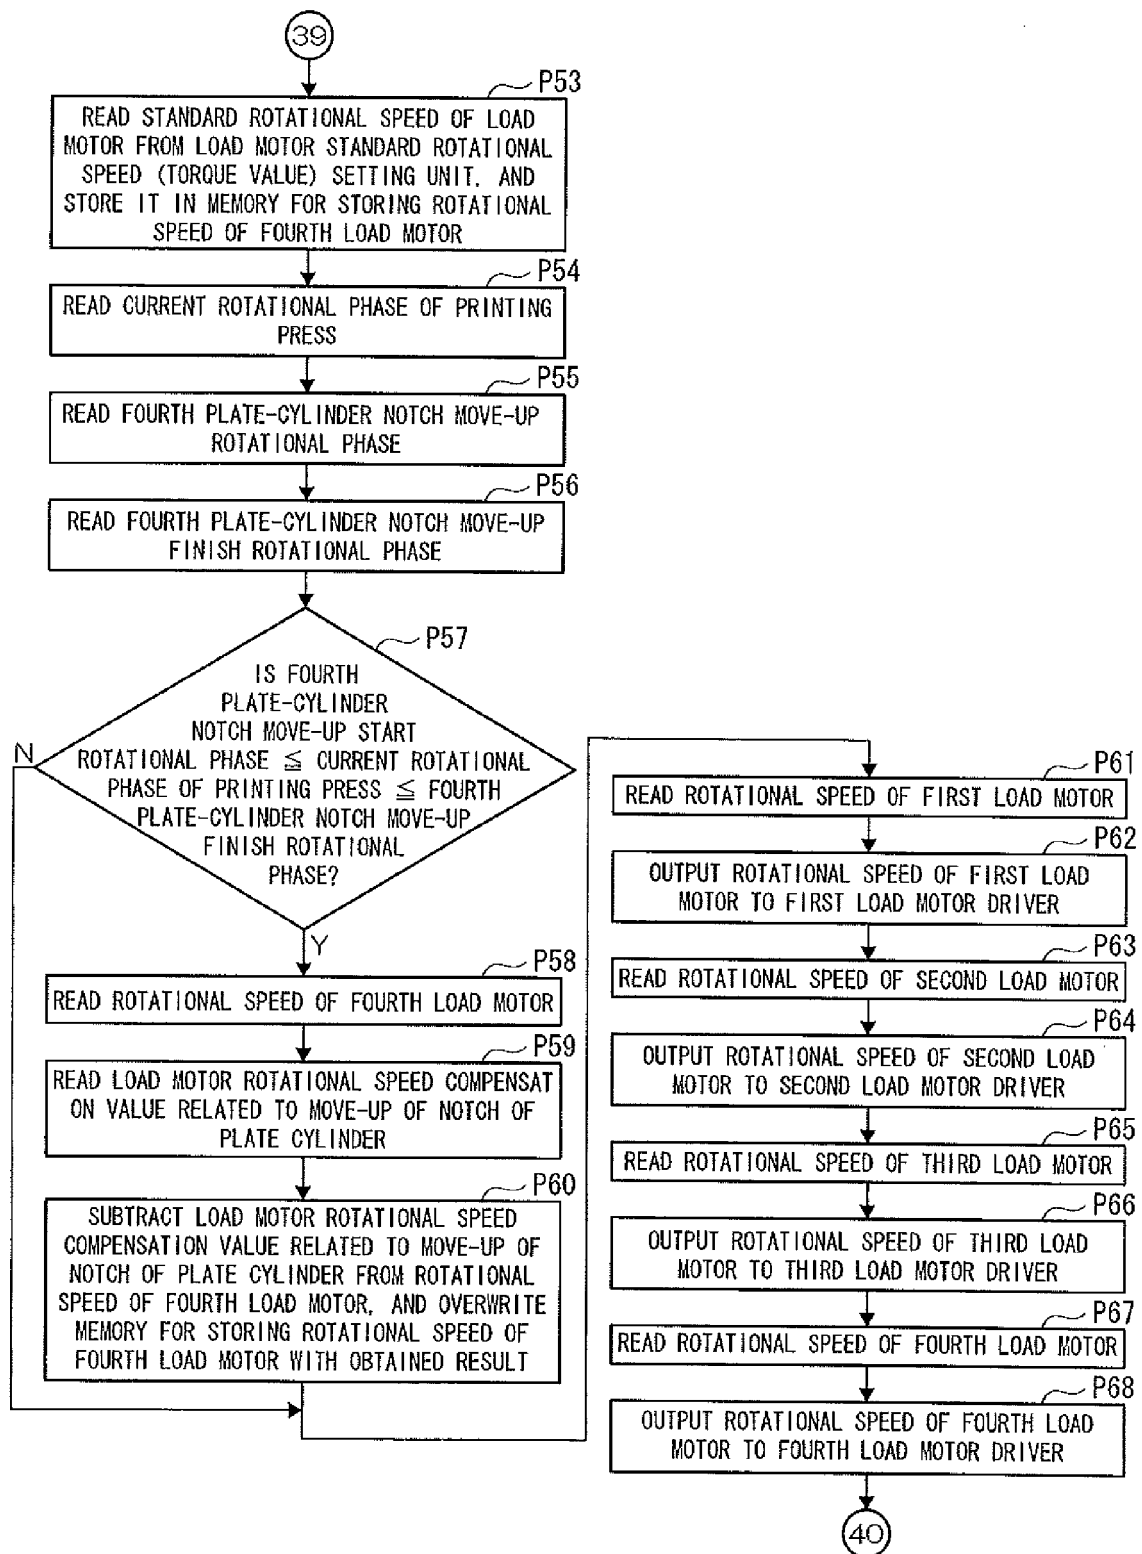 39
P53
READ STANDARD ROTATIONAL SPEED OF LOAD
MOTOR FROM LOAD MOTOR STANDARD ROTATIONAL
SPEED (TORQUE VALUE) SETTING UNIT, AND
STORE IT IN MEMORY FOR STORING ROTATIONAL
SPEED OF FOURTH LOAD MOTOR
P54
READ CURRENT ROTATIONAL PHASE OF PRINTING
PRESS
P55
READ FOURTH PLATE-CYLINDER NOTCH MOVE-UP
ROTATIONAL PHASE
P56
READ FOURTH PLATE-CYLINDER NOTCH MOVE-UP
FINISH ROTATIONAL PHASE
P57
IS FOURTH
PLATE-CYLINDER
NOTCH MOVE-UP START
ROTATIONAL PHASE ≦ CURRENT ROTATIONAL
PHASE OF PRINTING PRESS ≦ FOURTH
PLATE-CYLINDER NOTCH MOVE-UP
FINISH ROTATIONAL
PHASE?
N
Y
P58
READ ROTATIONAL SPEED OF FOURTH LOAD MOTOR
P59
READ LOAD MOTOR ROTATIONAL SPEED COMPENSAT
ON VALUE RELATED TO MOVE-UP OF NOTCH OF
PLATE CYLINDER
P60
SUBTRACT LOAD MOTOR ROTATIONAL SPEED
COMPENSATION VALUE RELATED TO MOVE-UP OF
NOTCH OF PLATE CYLINDER FROM ROTATIONAL
SPEED OF FOURTH LOAD MOTOR, AND OVERWRITE
MEMORY FOR STORING ROTATIONAL SPEED OF
FOURTH LOAD MOTOR WITH OBTAINED RESULT
P61
READ ROTATIONAL SPEED OF FIRST LOAD MOTOR
P62
OUTPUT ROTATIONAL SPEED OF FIRST LOAD
MOTOR TO FIRST LOAD MOTOR DRIVER
P63
READ ROTATIONAL SPEED OF SECOND LOAD MOTOR
P64
OUTPUT ROTATIONAL SPEED OF SECOND LOAD
MOTOR TO SECOND LOAD MOTOR DRIVER
P65
READ ROTATIONAL SPEED OF THIRD LOAD MOTOR
P66
OUTPUT ROTATIONAL SPEED OF THIRD LOAD
MOTOR TO THIRD LOAD MOTOR DRIVER
P67
READ ROTATIONAL SPEED OF FOURTH LOAD MOTOR
P68
OUTPUT ROTATIONAL SPEED OF FOURTH LOAD
MOTOR TO FOURTH LOAD MOTOR DRIVER
40